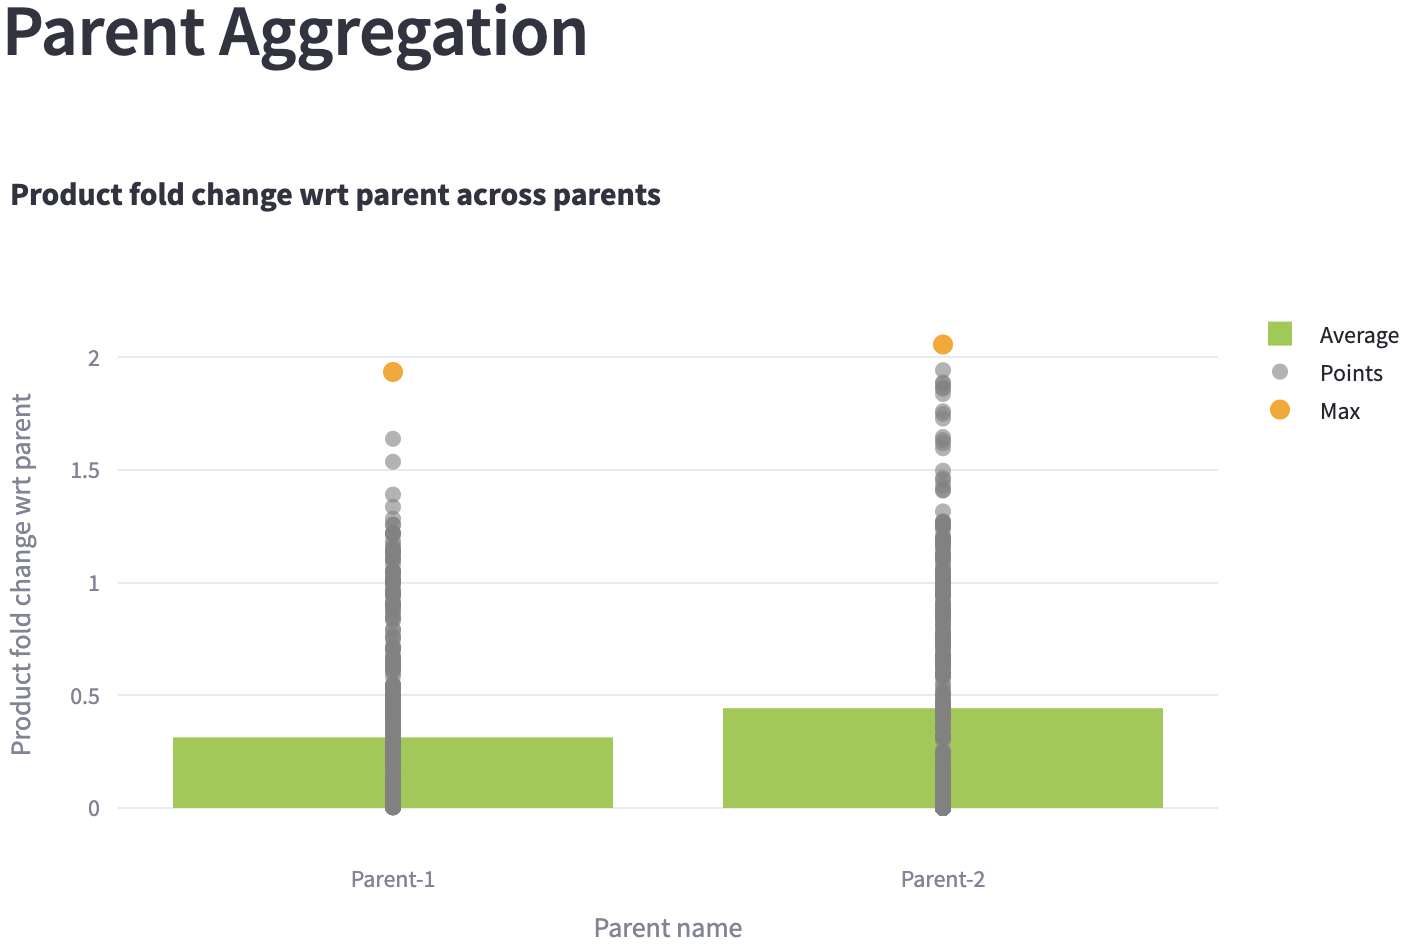 Parent Aggregation
Product fold change wrt parent across parents
Product fold change wrt parent
2
1.5
1
0.5
0
Parent-1
Parent-2
Parent name
Average
Points
Max